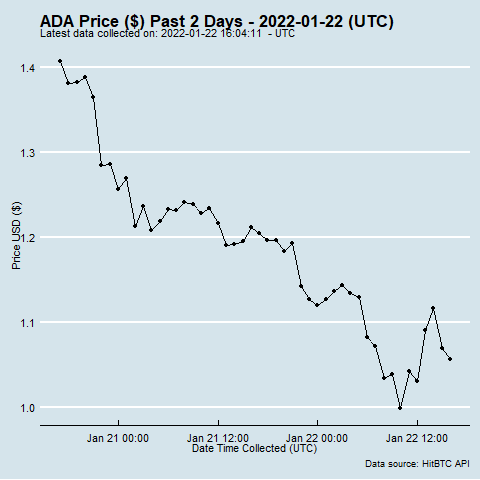 ADA Price ($) Past 2 Days - 2022-01-22 (UTC)
Latest data collected on: 2022-01-22 16:04:11  - UTC
1.4
1.3
1.2
1.1
1.0
Price USD ($)
Jan 21 00:00 Jan 21 12:00 Jan 22 00:00 Jan 22 12:00
Date Time Collected (UTC)
Data source: HitBTC API